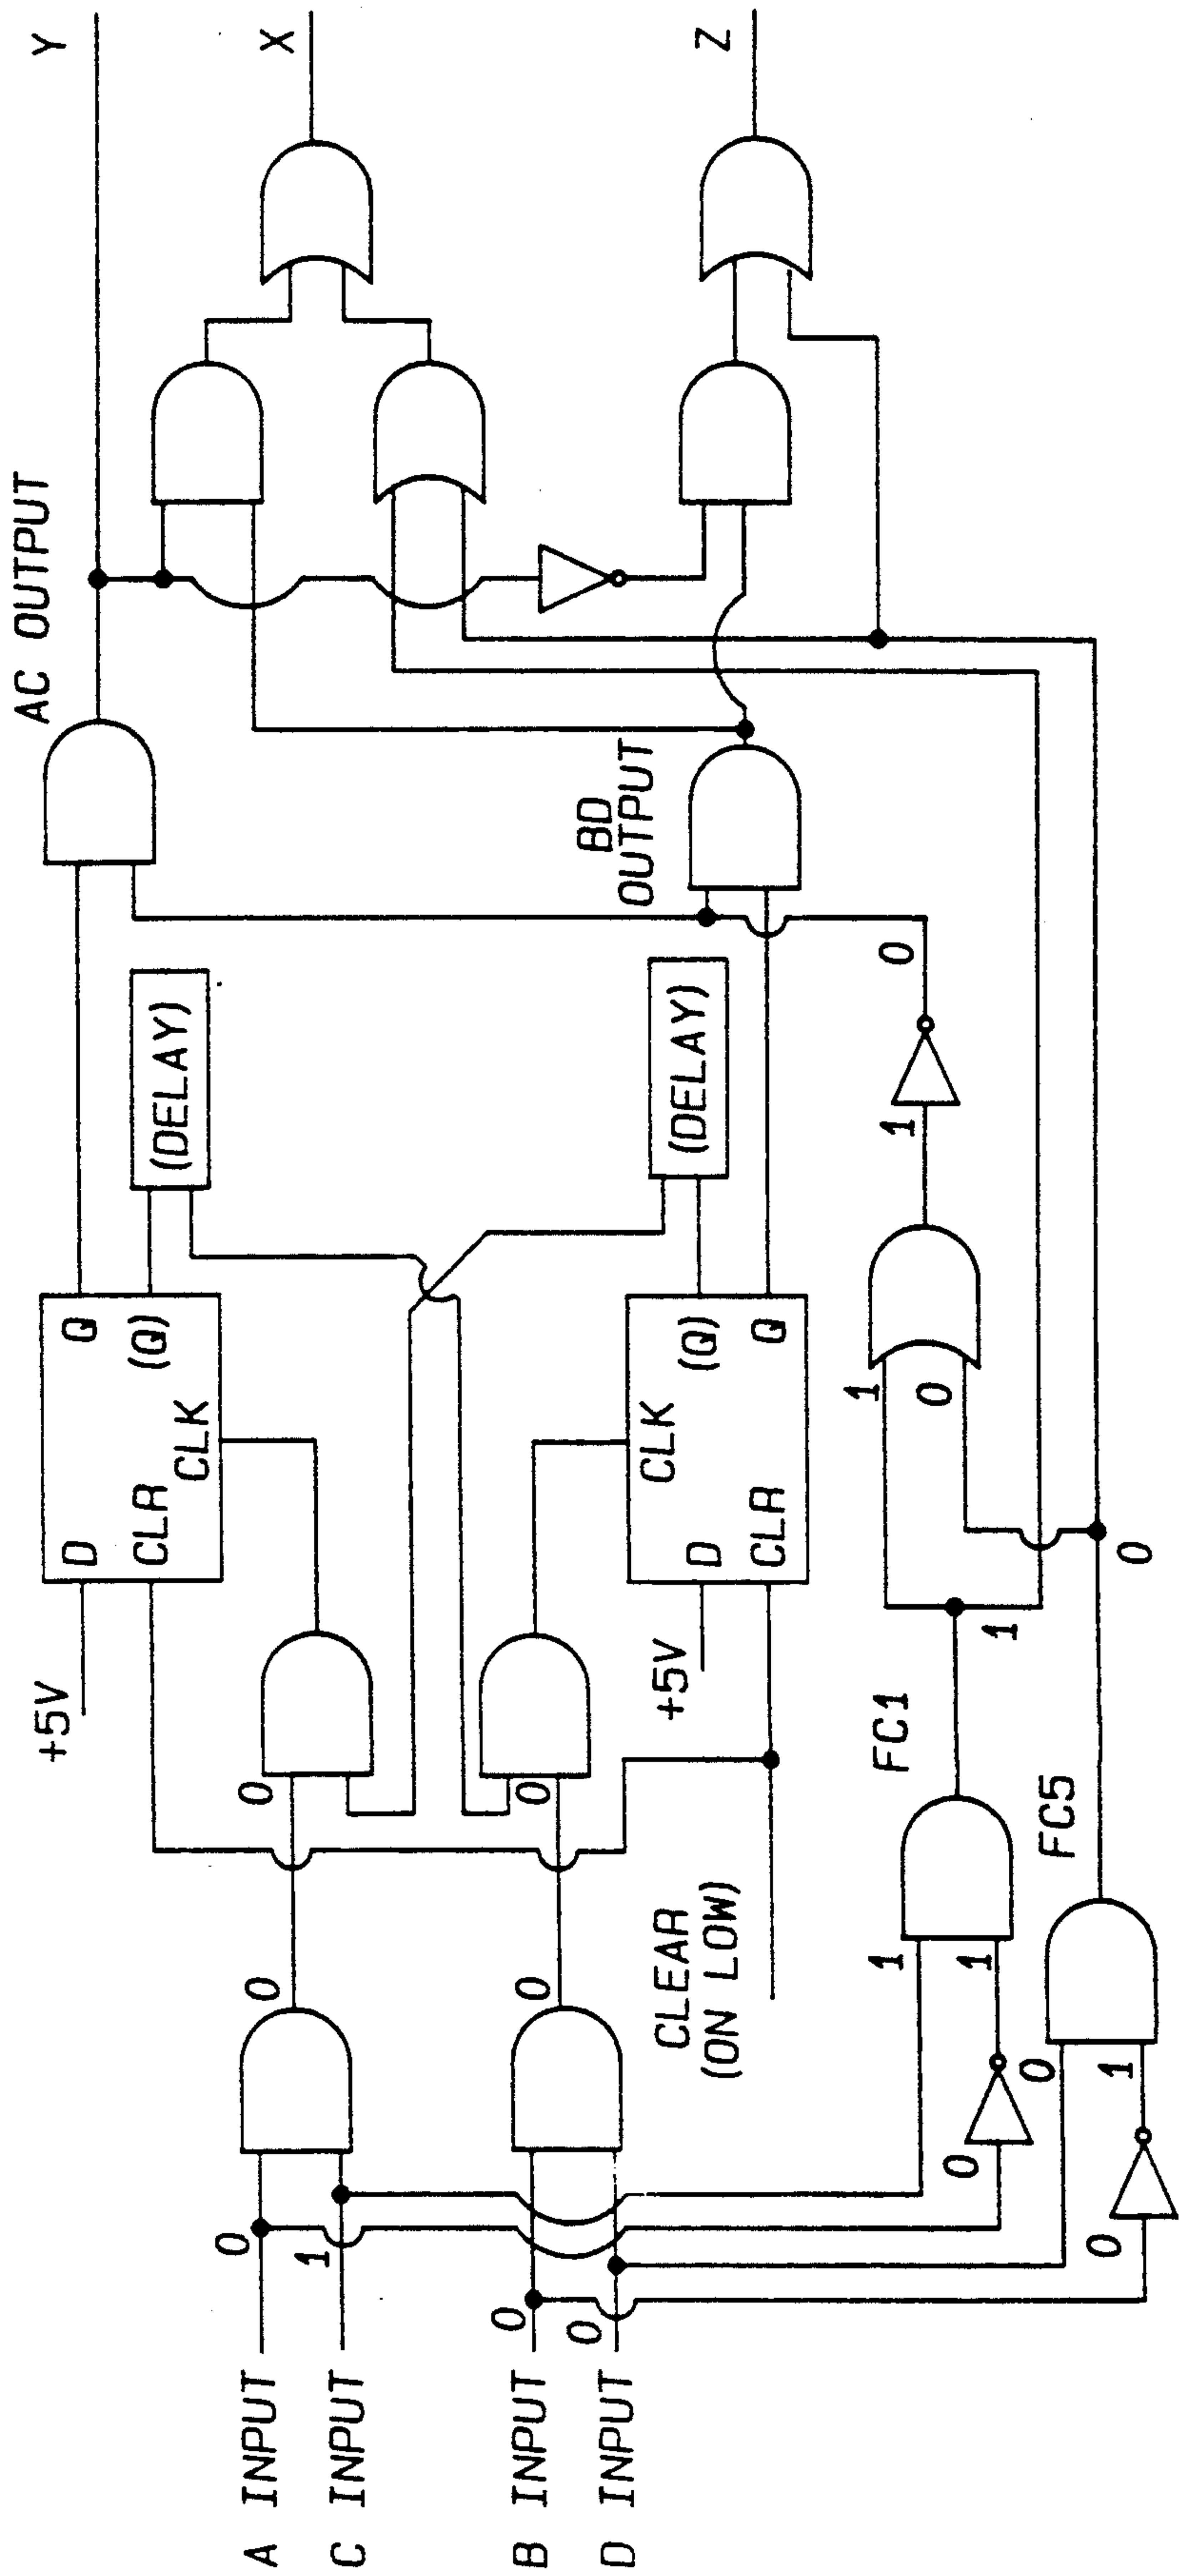 A INPUT
C INPUT
B INPUT
D INPUT
0
1
0
0
0
0
0
1
0
0
1
1
CLEAR
(ON LOW)
FC5
FC1
0
0
+5V
+5V
1
0
D
CLR
CLK
Q
(Q)
D
CLR
CLK
(Q)
Q
1
0
1
0
(DELAY)
(DELAY)
BD
OUTPUT
AC OUTPUT
Y
X
Z